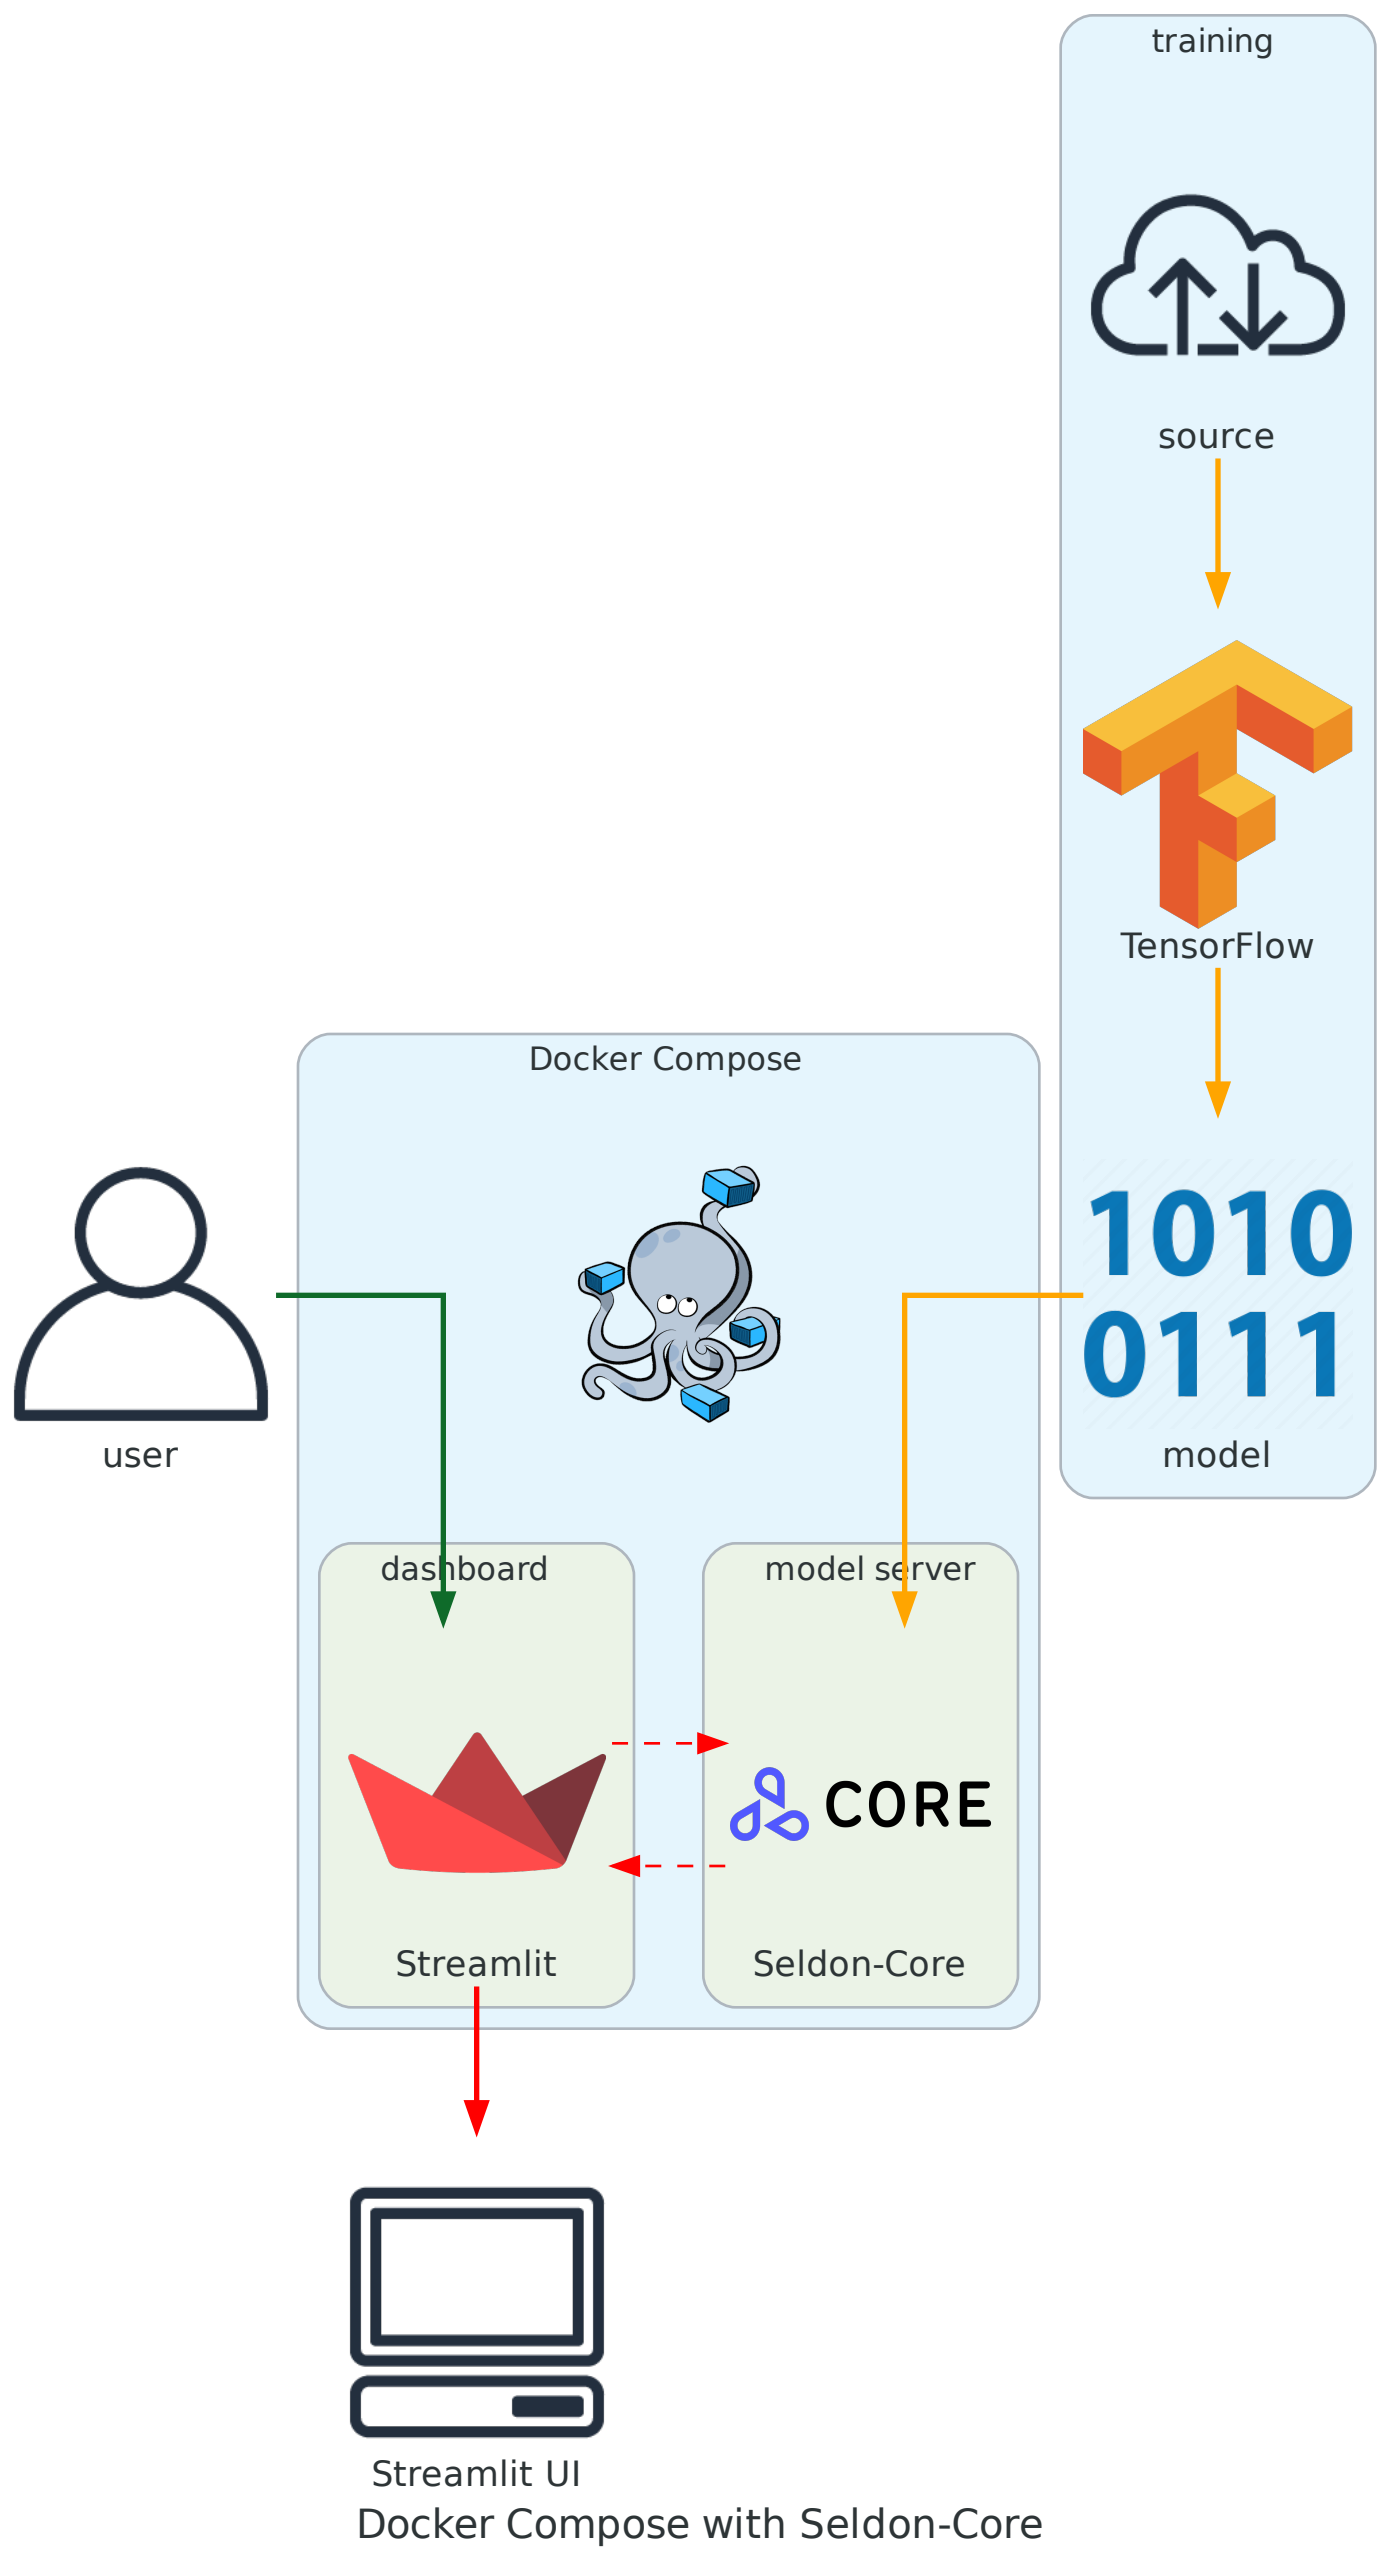 training
source
TensorFlow
Docker Compose
1010
0111
user
model
dashboard
model server
CORE
Streamlit
Seldon-Core
Streamlit UI
Docker Compose with Seldon-Core